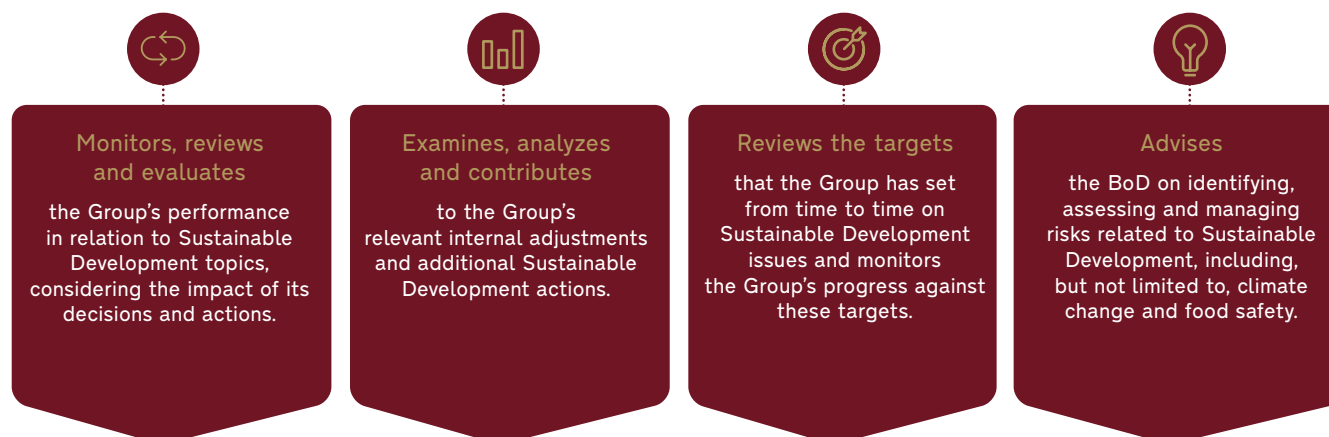 Monitors, reviews
and evaluates
the Group's performance
in relation to Sustainable
Development topics,
considering the impact of its
decisions and actions.
Examines, analyzes
and contributes
to the Group's
relevant internal adjustments
and additional Sustainable
Development actions.
Reviews the targets
that the Group has set
from time to time on
Sustainable Development
issues and monitors
the Group's progress against
these targets.
Advises
the BoD on identifying,
assessing and managing
risks related to Sustainable
Development, including,
but not limited to, climate
change and food safety.